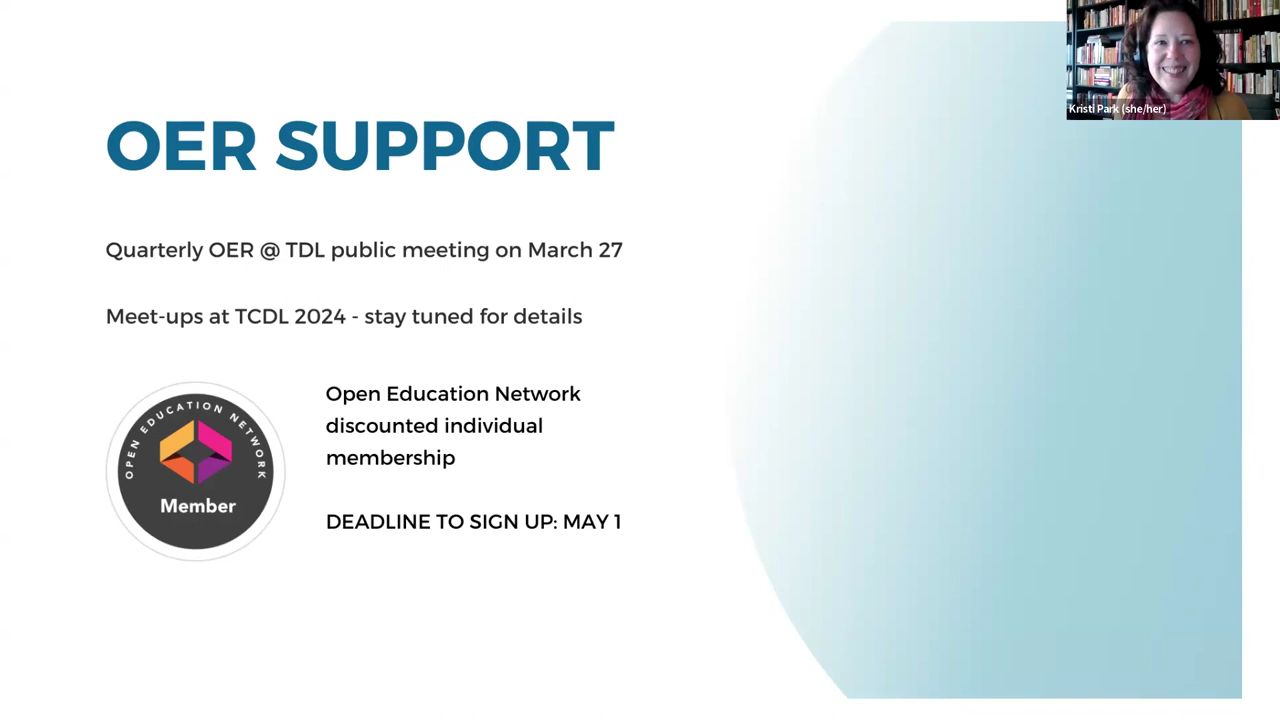 Kristi Park (she/her)
OER SUPPORT
Quarterly OER @ TDL public meeting on March 27
Meet-ups at TCDL 2024 - stay tuned for details
OPEN EDUCATION NETWORK
Member
Open Education Network
discounted individual
membership
DEADLINE TO SIGN UP: MAY 1